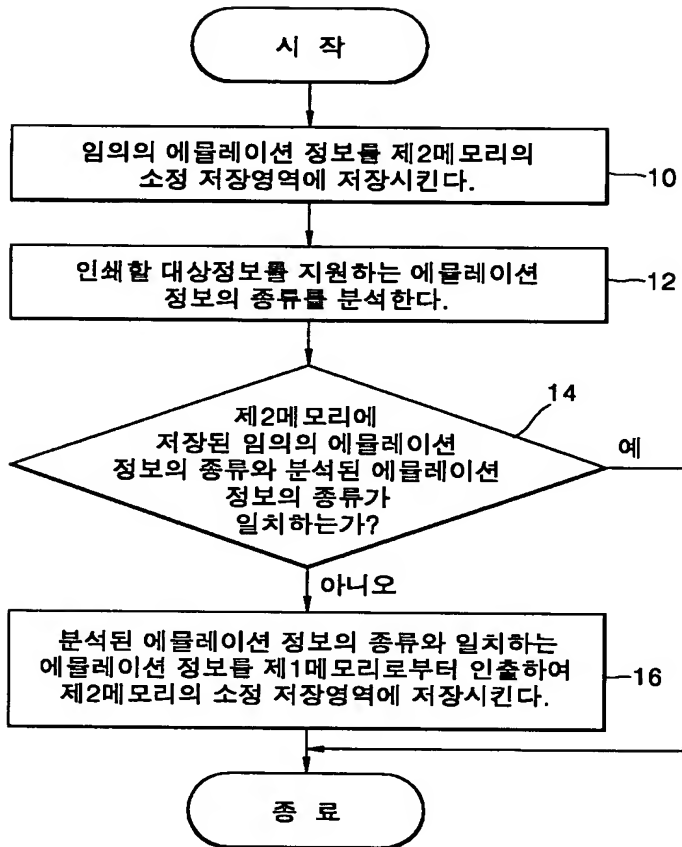 시 작
임의의 에뮬레이션 정보를 제2메모리의
소정 저장영역에 저장시킨다.
10
인쇄할 대상정보를 지원하는 에뮬레이션
정보의 종류를 분석한다.
12
14
제2메모리에
저장된 임의의 에뮬레이션
정보의 종류와 분석된 에뮬레이션
정보의 종류가
일치하는가?
예
아니오
분석된 에뮬레이션 정보의 종류와 일치하는
에뮬레이션 정보를 제1메모리로부터 인출하여
제2메모리의 소정 저장영역에 저장시킨다.
16
종 료